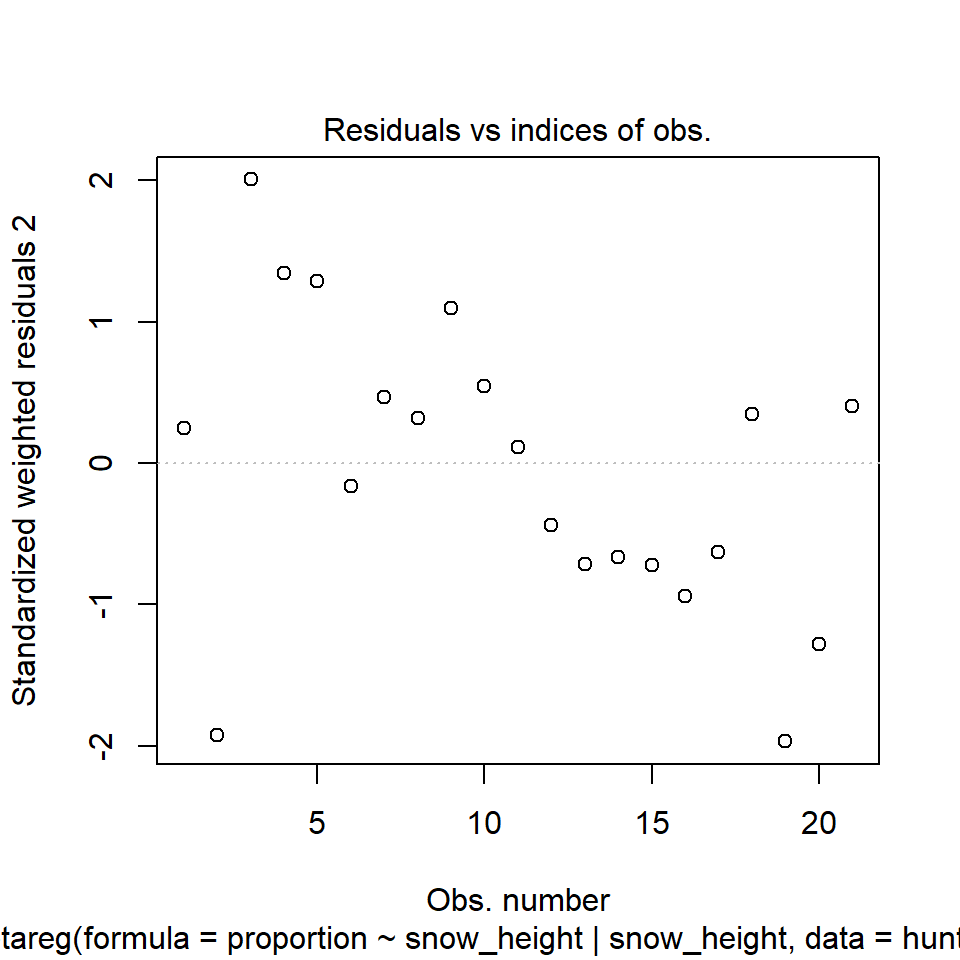 Residuals vs indices of obs.
Standardized weighted residuals 2
2
1
0
-1
-2
5 10 15 20
Obs. number
tareg(formula = proportion ~ snow_height | snow_height, data = hunt